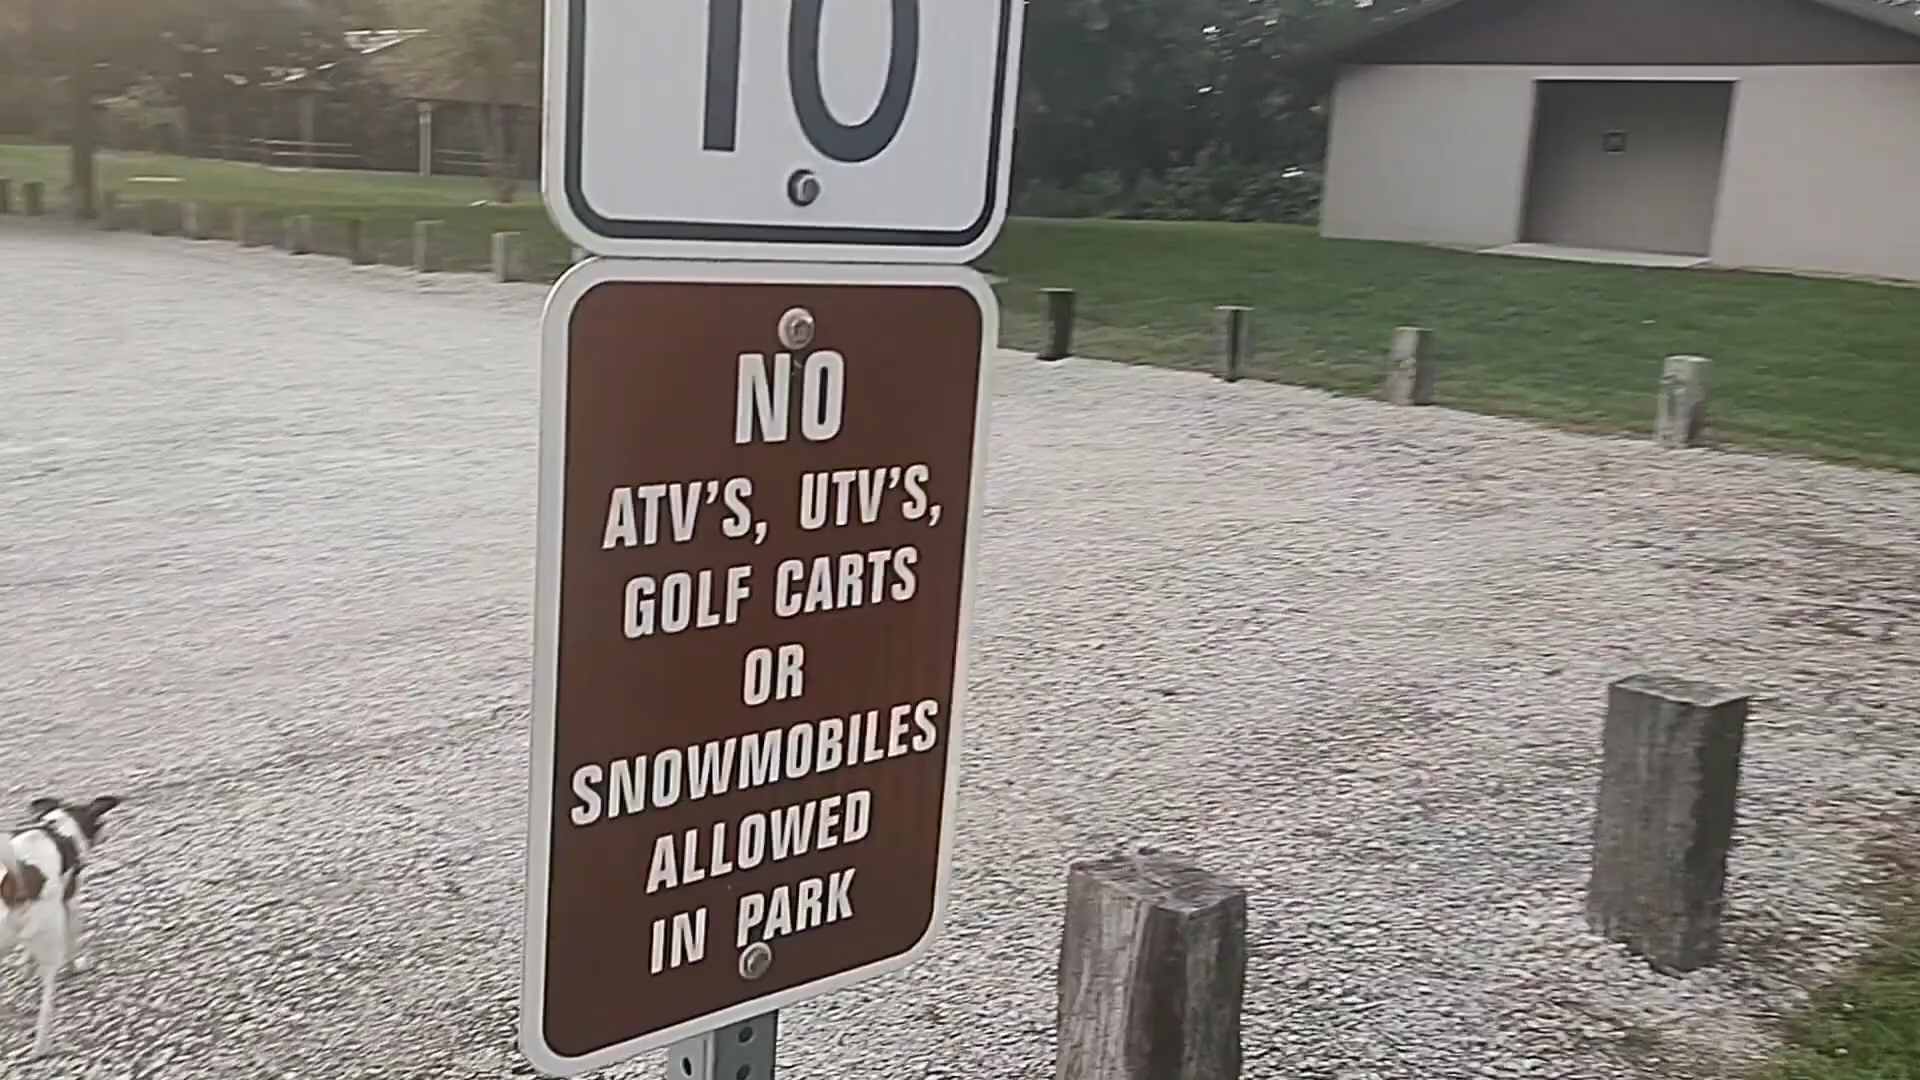 10
NO
ATV'S, UTV'S,
GOLF CARTS
OR
SNOWMOBILES
ALLOWED
IN PARK